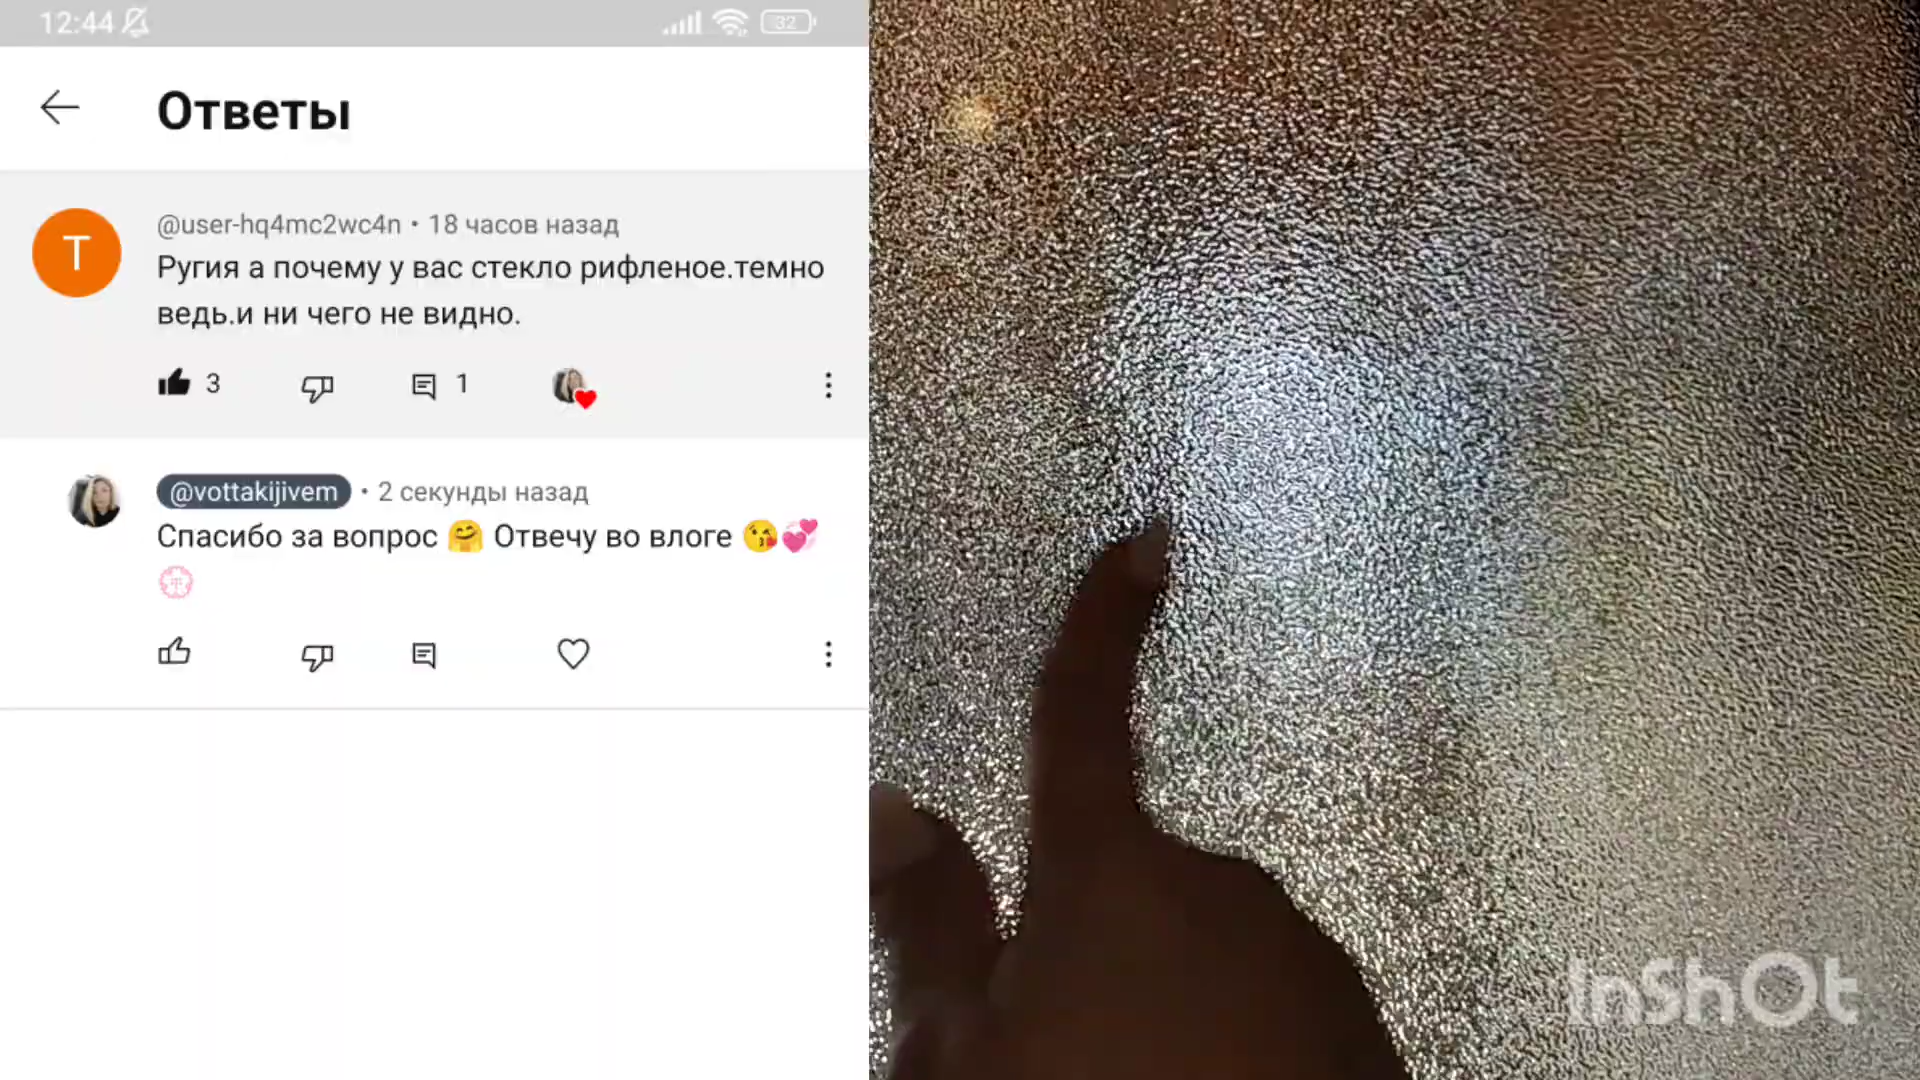 12:44
32
Ответы
T
@user-hq4mc2wc4n • 18 часов назад
Ругия а почему у вас стекло рифленое.темно
ведь.и ни чего не видно.
3
1
@vottakijivem • 2 секунды назад
Спасибо за вопрос 🤗 Отвечу во влоге 😘💞
💮
InShOt